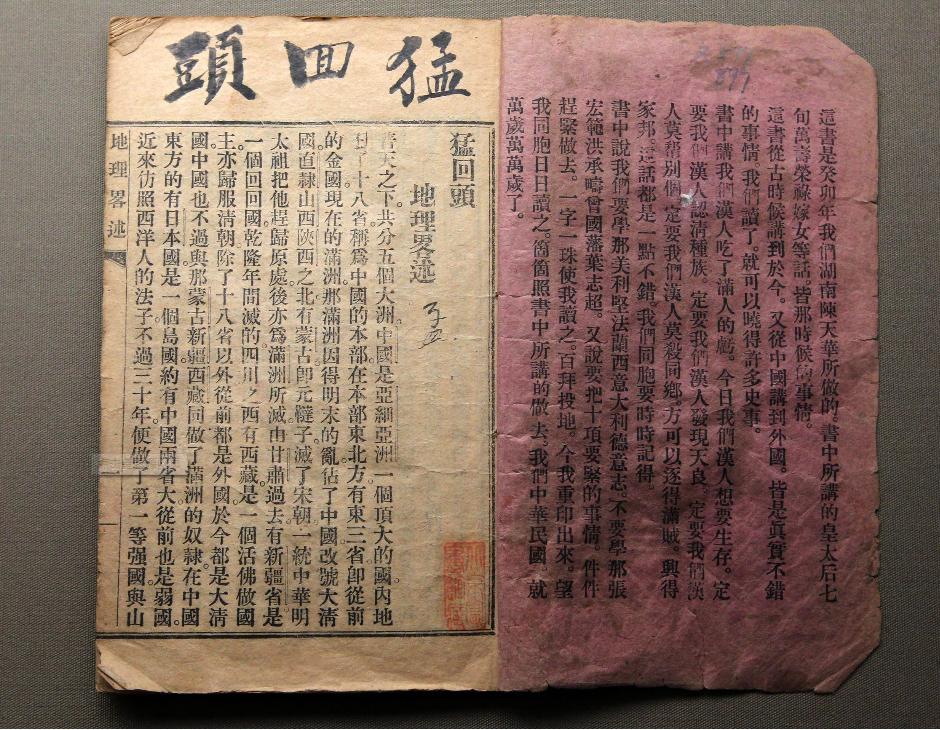 這書是癸卯年我們湖南陳天華所做的。書中所講的皇太后七
旬萬壽榮祿嫁女等話。皆那時候的事情。
這書從古時候講到於今。又從中國講到外國。皆是眞實不錯
的事情。我們讀了。就可以曉得許多史事。
書中講我們漢人吃了滿人的虧。今日我們漢人想要生存。定
要我們漢人認清種族。定要我們漢人發現天良。定要我們漢
人莫幫別個。定要我們漢人莫殺同鄉。方可以逐得滿賊。興得
家邦。這話都是一點不錯。我們同胞要時時記得。
書中說我們要學那美利堅法蘭西意大利德意志。不要學那張
宏範洪承疇曾國藩葉志超。又說要把十項要緊的事情。件件
趕緊做去。一字一珠使我讀之。百拜投地。今我重印出來。望
我同胞日日讀之。箇箇照書中所講的做去。我們中華民國。就
萬歲萬萬歲了。
猛回頭
猛回頭
地理畧述
普天之下。共分五個大洲中國是亞細亞洲一個頂大的國。內地
了十八省。稱爲中國的本部在本部東北方有東三省卽從前
的金國現在的滿洲那滿洲因得明末的亂佔了中國改號大淸
國直隸山西陝西之北有蒙古卽元韃子滅了宋朝一統中華明
太祖把他趕歸原處後亦爲滿洲所滅由甘肅過去有新疆省是
一個回回國。乾隆年間滅的四川之西有西藏是一個活佛做國
主亦歸服淸朝除了十八省以外從前都是外國於今都是大淸
國中國也不過與那蒙古新疆西藏同做了滿洲的奴隸。在中國
東方的有日本國是一個島國約有中國兩省大。從前也是弱國。
近來彷照西洋人的法子不過三十年。便做了第一等强國與山
地理畧述